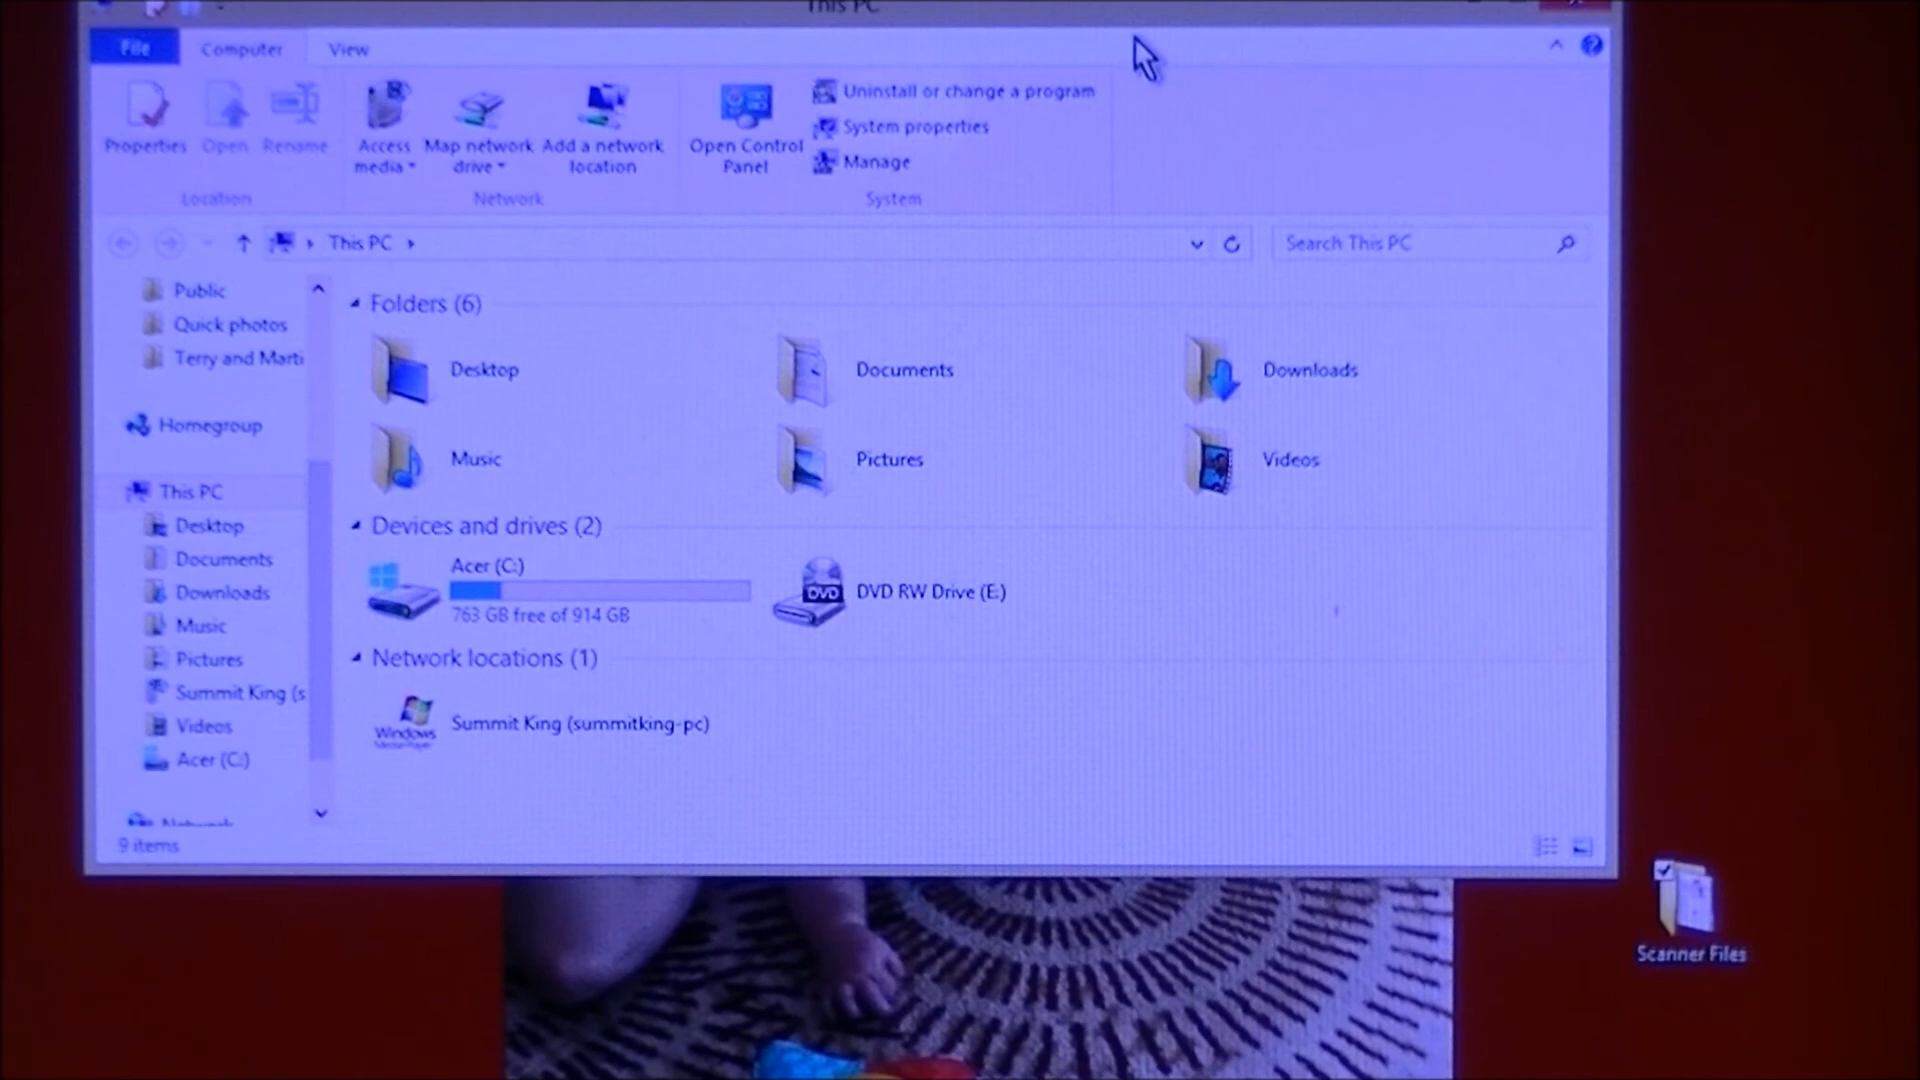 This PC
File Computer View
Properties Open Rename
Access media
Map network drive
Add a network location
Open Control Panel
Uninstall or change a program
System properties
Manage
Location Network System
This PC
Search This PC
Public
Quick photos
Terry and Marti
Homegroup
This PC
Desktop
Documents
Downloads
Music
Pictures
Summit King (s
Videos
Acer (C:)
Network
Folders (6)
Desktop
Documents
Downloads
Music
Pictures
Videos
Devices and drives (2)
Acer (C:)
763 GB free of 914 GB
DVD
DVD RW Drive (E:)
Network locations (1)
Windows
Media Player
Summit King (summitking-pc)
9 items
Scanner Files